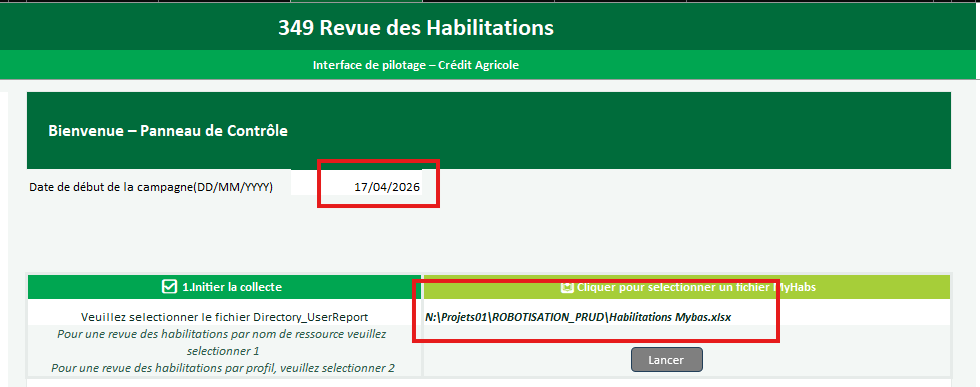 349 Revue des Habilitations
Interface de pilotage – Crédit Agricole
Bienvenue – Panneau de Contrôle
Date de début de la campagne(DD/MM/YYYY)
17/04/2026
1.Initier la collecte
Cliquer pour selectionner un fichier MyHabs
Veuillez selectionner le fichier Directory_UserReport
N:\Projets01\ROBOTISATION_PRUD\Habilitations Mybas.xlsx
Pour une revue des habilitations par nom de ressource veuillez
selectionner 1
Pour une revue des habilitations par profil, veuillez selectionner 2
Lancer